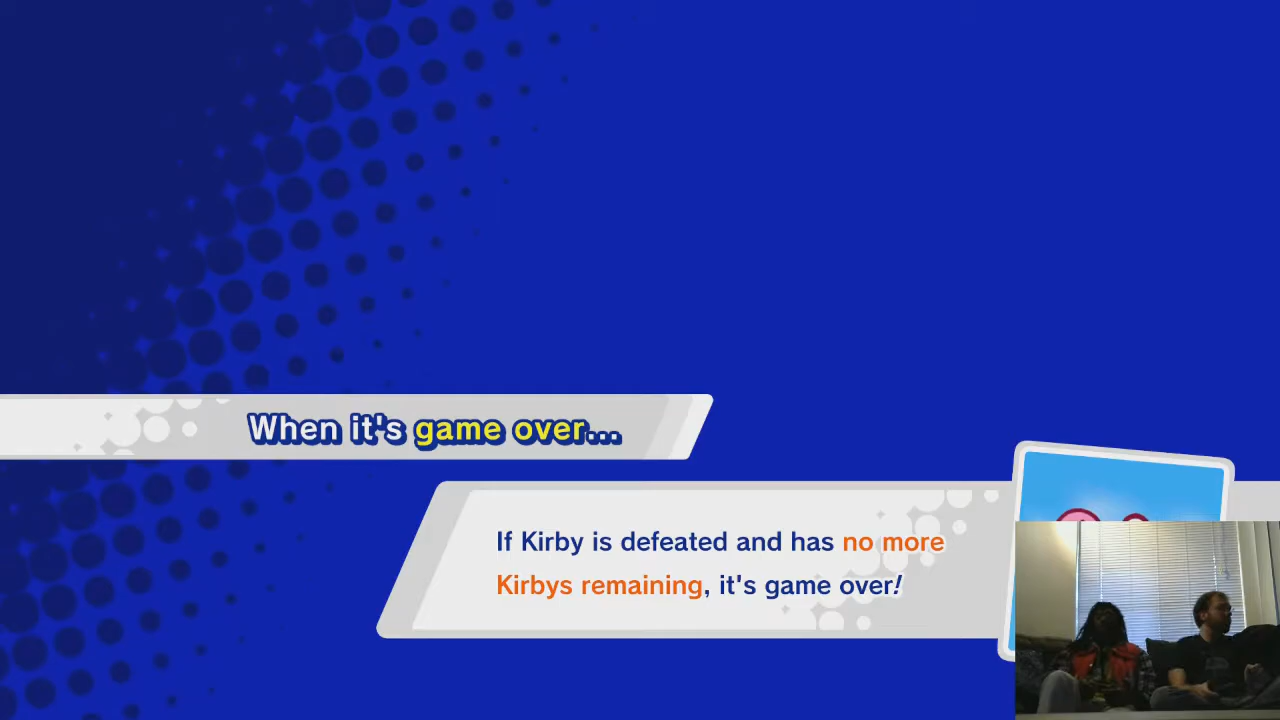 When it's game over...
If Kirby is defeated and has no more
Kirbys remaining, it's game over!